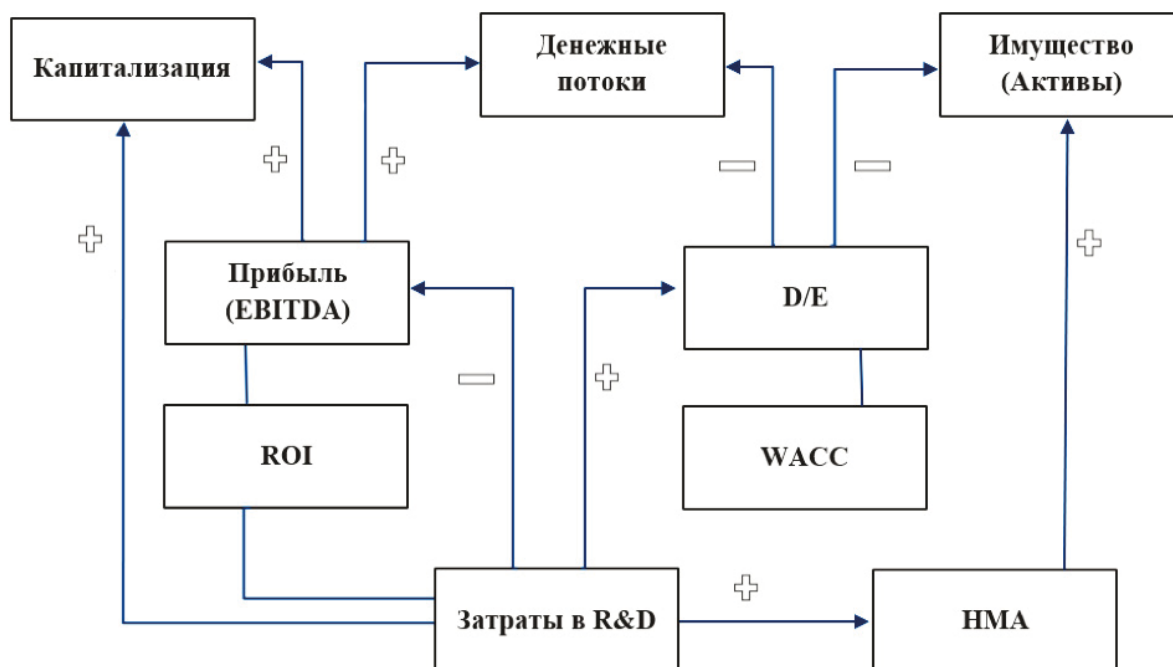 Капитализация
Денежные
потоки
Имущество
(Активы)
Прибыль
(EBITDA)
D/E
ROI
WACC
Затраты в R&D
НМА